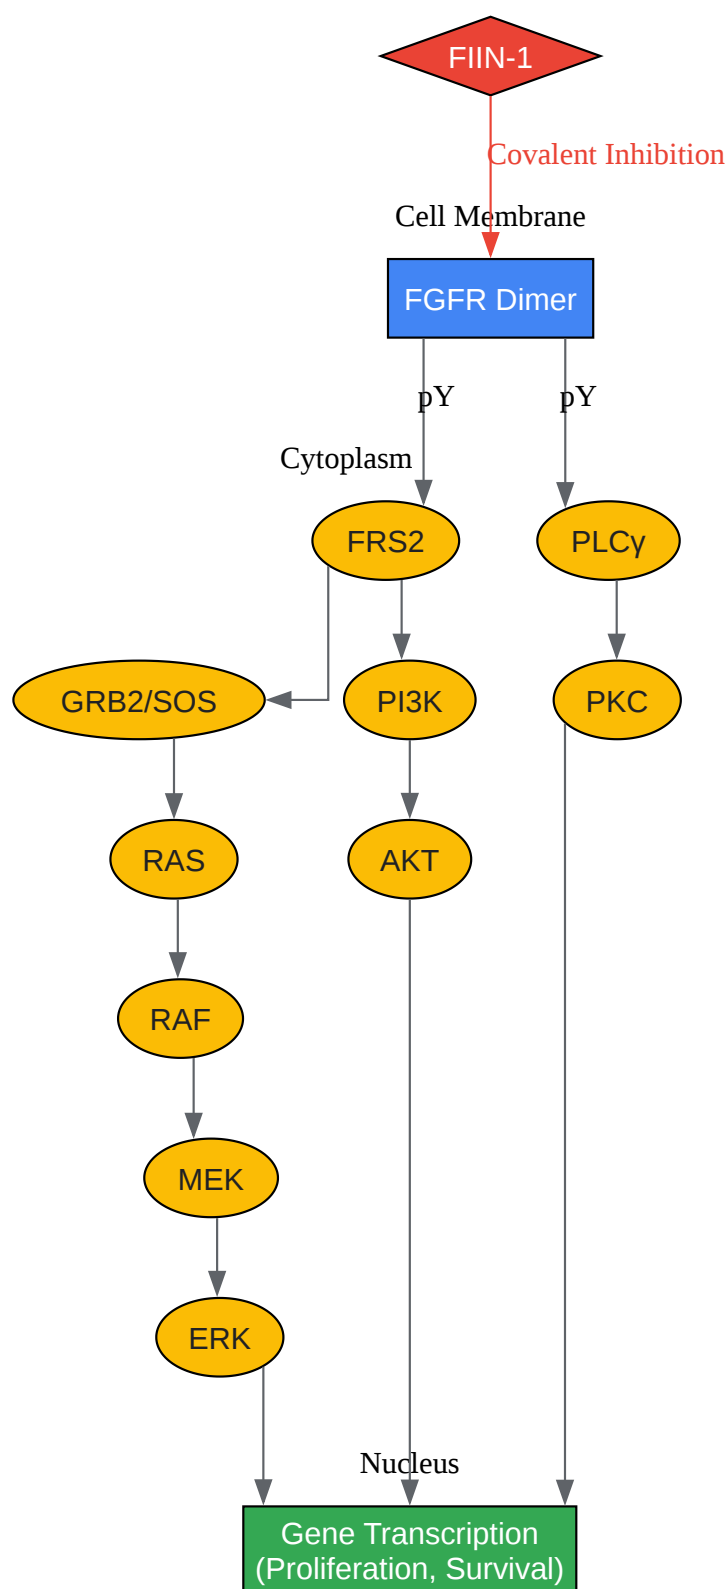 FIIN-1
Covalent Inhibition
Cell Membrane
FGFR Dimer
pY
pY
Cytoplasm
FRS2
PLCγ
GRB2/SOS
PI3K
PKC
RAS
AKT
RAF
MEK
ERK
Nucleus
Gene Transcription
(Proliferation, Survival)